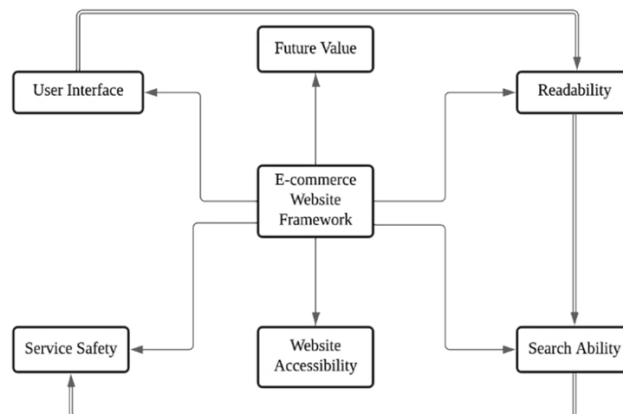 Future Value
User Interface
Readability
E-commerce
Website
Framework
Service Safety
Website
Accessibility
Search Ability